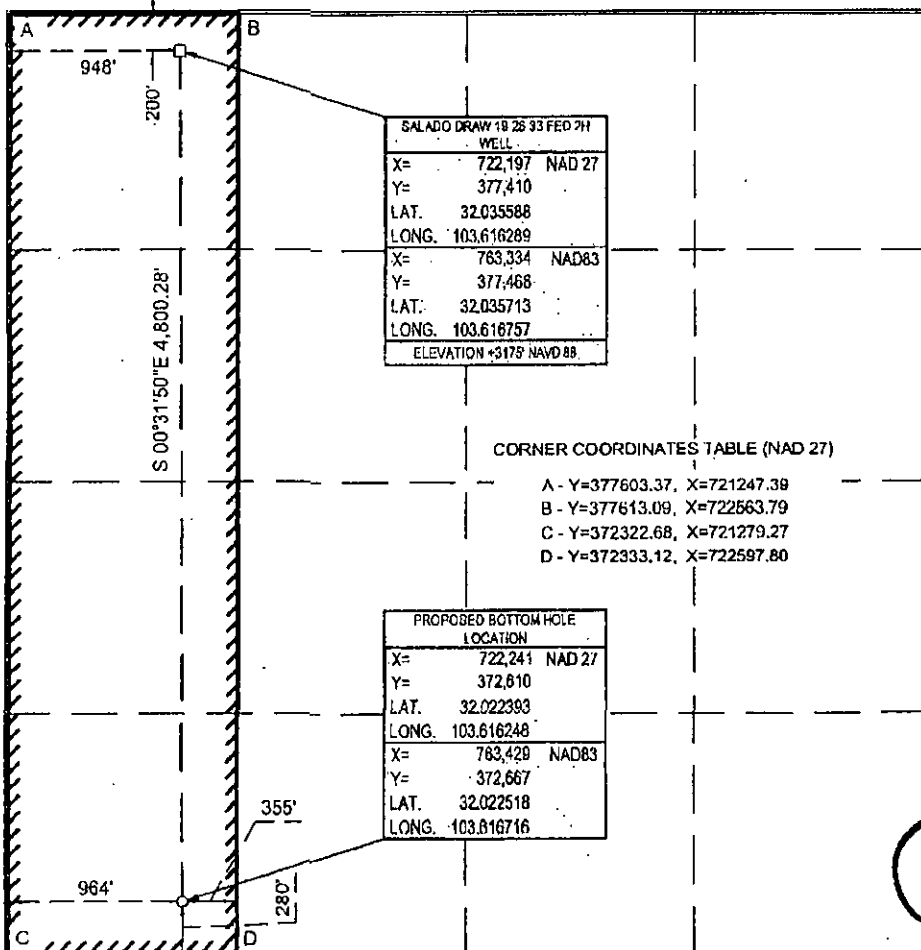 A
B
948'
200'
SALADO DRAW 19 26 33 FED 2H
WELL
X= 722,197 NAD 27
Y= 377,410
LAT. 32.035588
LONG. 103.616289
X= 763,334 NAD83
Y= 377,468
LAT. 32.035713
LONG. 103.616757
ELEVATION +3175' NAVD 88
S 00°31'50"E 4,800.28'
CORNER COORDINATES TABLE (NAD 27)
A - Y=377603.37, X=721247.39
B - Y=377613.09, X=722563.79
C - Y=372322.68, X=721279.27
D - Y=372333.12, X=722597.80
PROPOSED BOTTOM HOLE
LOCATION
X= 722,241 NAD 27
Y= 372,610
LAT. 32.022393
LONG. 103.616248
X= 763,429 NAD83
Y= 372,667
LAT. 32.022518
LONG. 103.616716
355'
964'
280'
C
D